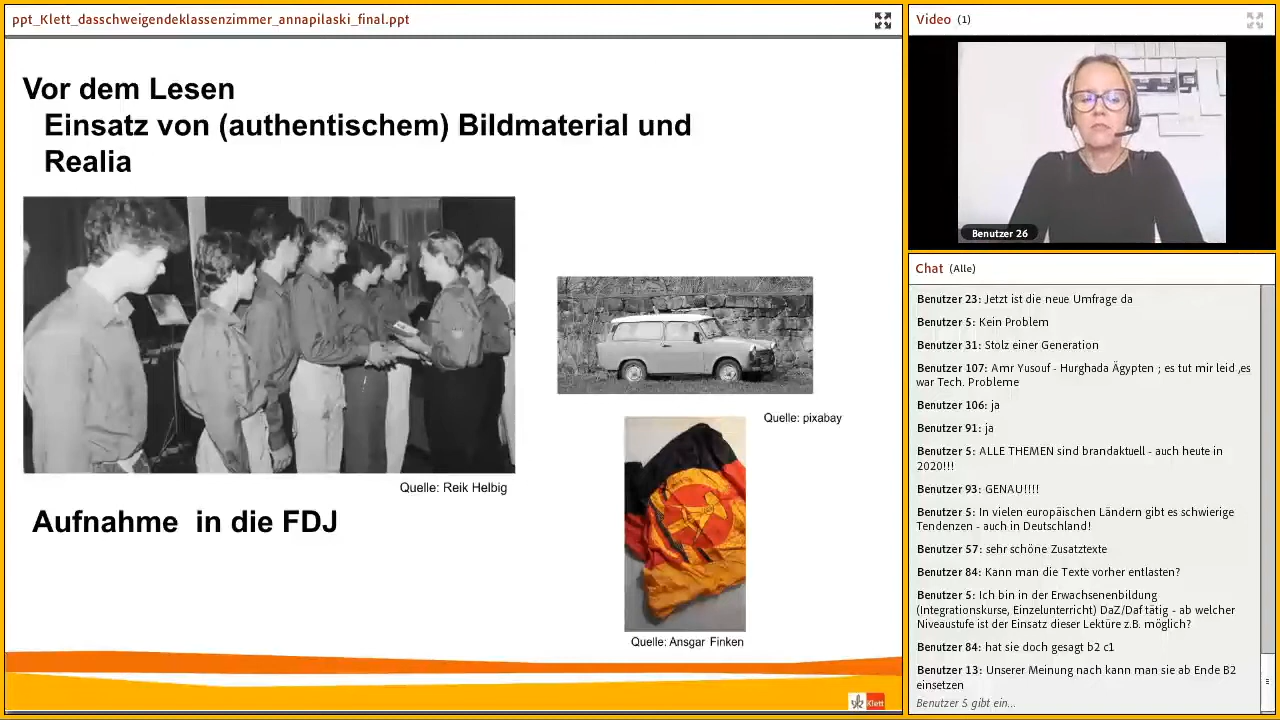 ppt_Klett_dasschweigendeklassenzimmer_annapilaski_final.ppt
Vor dem Lesen
Einsatz von (authentischem) Bildmaterial und
Realia
Quelle: Reik Helbig
Aufnahme in die FDJ
Quelle: pixabay
Quelle: Ansgar Finken
Klett
Video (1)
Benutzer 26
Chat (Alle)
Benutzer 23: Jetzt ist die neue Umfrage da
Benutzer 5: Kein Problem
Benutzer 31: Stolz einer Generation
Benutzer 107: Amr Yusouf - Hurghada Ägypten ; es tut mir leid ,es
war Tech. Probleme
Benutzer 106: ja
Benutzer 91: ja
Benutzer 5: ALLE THEMEN sind brandaktuell - auch heute in
2020!!!
Benutzer 93: GENAU!!!!
Benutzer 5: In vielen europäischen Ländern gibt es schwierige
Tendenzen - auch in Deutschland!
Benutzer 57: sehr schöne Zusatztexte
Benutzer 84: Kann man die Texte vorher entlasten?
Benutzer 5: Ich bin in der Erwachsenenbildung
(Integrationskurse, Einzelunterricht) DaZ/Daf tätig - ab welcher
Niveaustufe ist der Einsatz dieser Lektüre z.B. möglich?
Benutzer 84: hat sie doch gesagt b2 c1
Benutzer 13: Unserer Meinung nach kann man sie ab Ende B2
einsetzen
Benutzer 5 gibt ein...